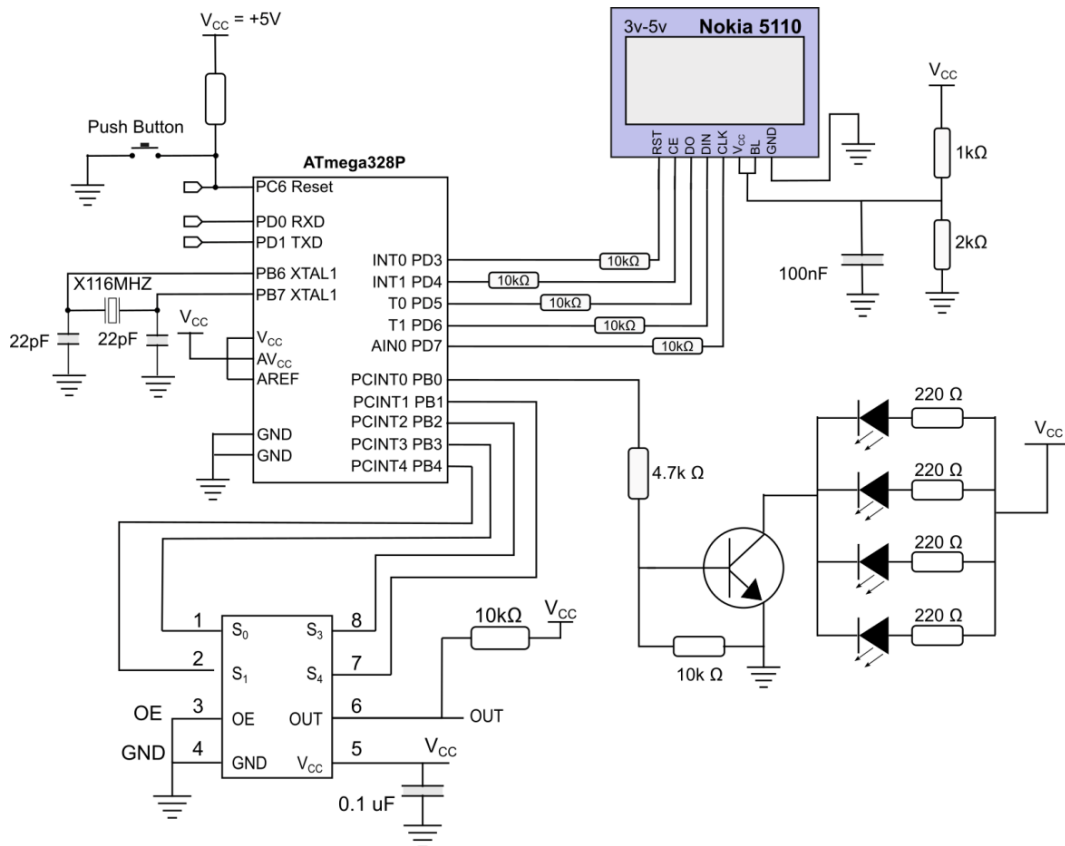 VCC = +5V
Push Button
ATmega328P
PC6 Reset
PD0 RXD
PD1 TXD
PB6 XTAL1
PB7 XTAL1
X116MHZ
22pF
22pF
VCC
VCC
AVCC
AREF
GND
GND
INT0 PD3
INT1 PD4
T0 PD5
T1 PD6
AIN0 PD7
PCINT0 PB0
PCINT1 PB1
PCINT2 PB2
PCINT3 PB3
PCINT4 PB4
10kΩ
10kΩ
10kΩ
10kΩ
10kΩ
3v-5v
Nokia 5110
RST
CE
DO
DIN
CLK
VCC
BL
GND
VCC
1kΩ
2kΩ
100nF
4.7k Ω
10k Ω
220 Ω
220 Ω
220 Ω
220 Ω
VCC
1
2
3
4
8
7
6
5
S0
S1
OE
GND
S3
S4
OUT
VCC
OE
GND
10kΩ
VCC
OUT
VCC
0.1 uF